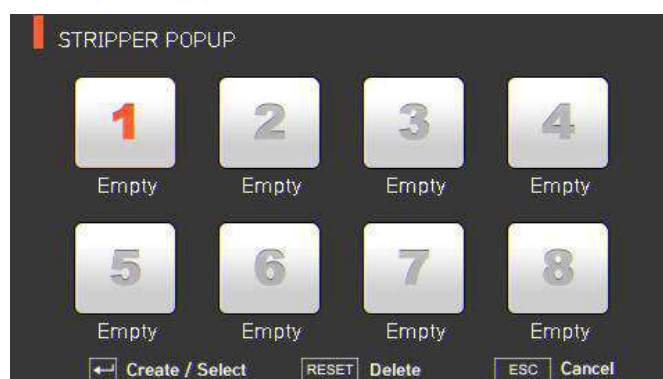 STRIPPER POPUP
1 2 3 4
Empty Empty Empty Empty
5 6 7 8
Empty Empty Empty Empty
Create / Select RESET Delete ESC Cancel